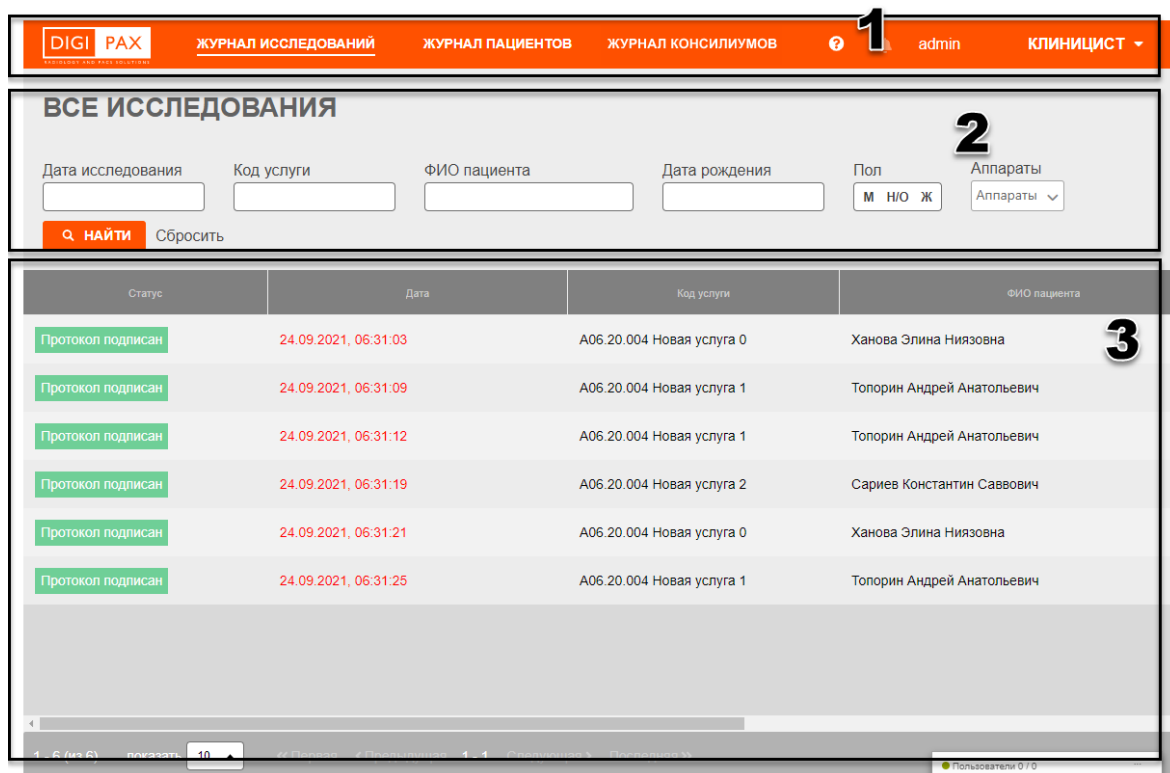 DIGI PAX ЖУРНАЛ ИССЛЕДОВАНИЙ ЖУРНАЛ ПАЦИЕНТОВ ЖУРНАЛ КОНСИЛИУМОВ ? 1 admin КЛИНИЦИСТ
RADIOLOGY AND PACS SOLUTIONS
ВСЕ ИССЛЕДОВАНИЯ
2
Дата исследования Код услуги ФИО пациента Дата рождения Пол Аппараты
М Н/О Ж Аппараты
НАЙТИ Сбросить
Статус Дата Код услуги ФИО пациента
3
Протокол подписан 24.09.2021, 06:31:03 A06.20.004 Новая услуга 0 Ханова Элина Ниязовна
Протокол подписан 24.09.2021, 06:31:09 A06.20.004 Новая услуга 1 Топорин Андрей Анатольевич
Протокол подписан 24.09.2021, 06:31:12 A06.20.004 Новая услуга 1 Топорин Андрей Анатольевич
Протокол подписан 24.09.2021, 06:31:19 A06.20.004 Новая услуга 2 Сариев Константин Саввович
Протокол подписан 24.09.2021, 06:31:21 A06.20.004 Новая услуга 0 Ханова Элина Ниязовна
Протокол подписан 24.09.2021, 06:31:25 A06.20.004 Новая услуга 1 Топорин Андрей Анатольевич
1 - 6 (из 6) показать 10 « Первая ‹ Предыдущая 1 - 1 Следующая › Последняя »
Пользователи 0 / 0